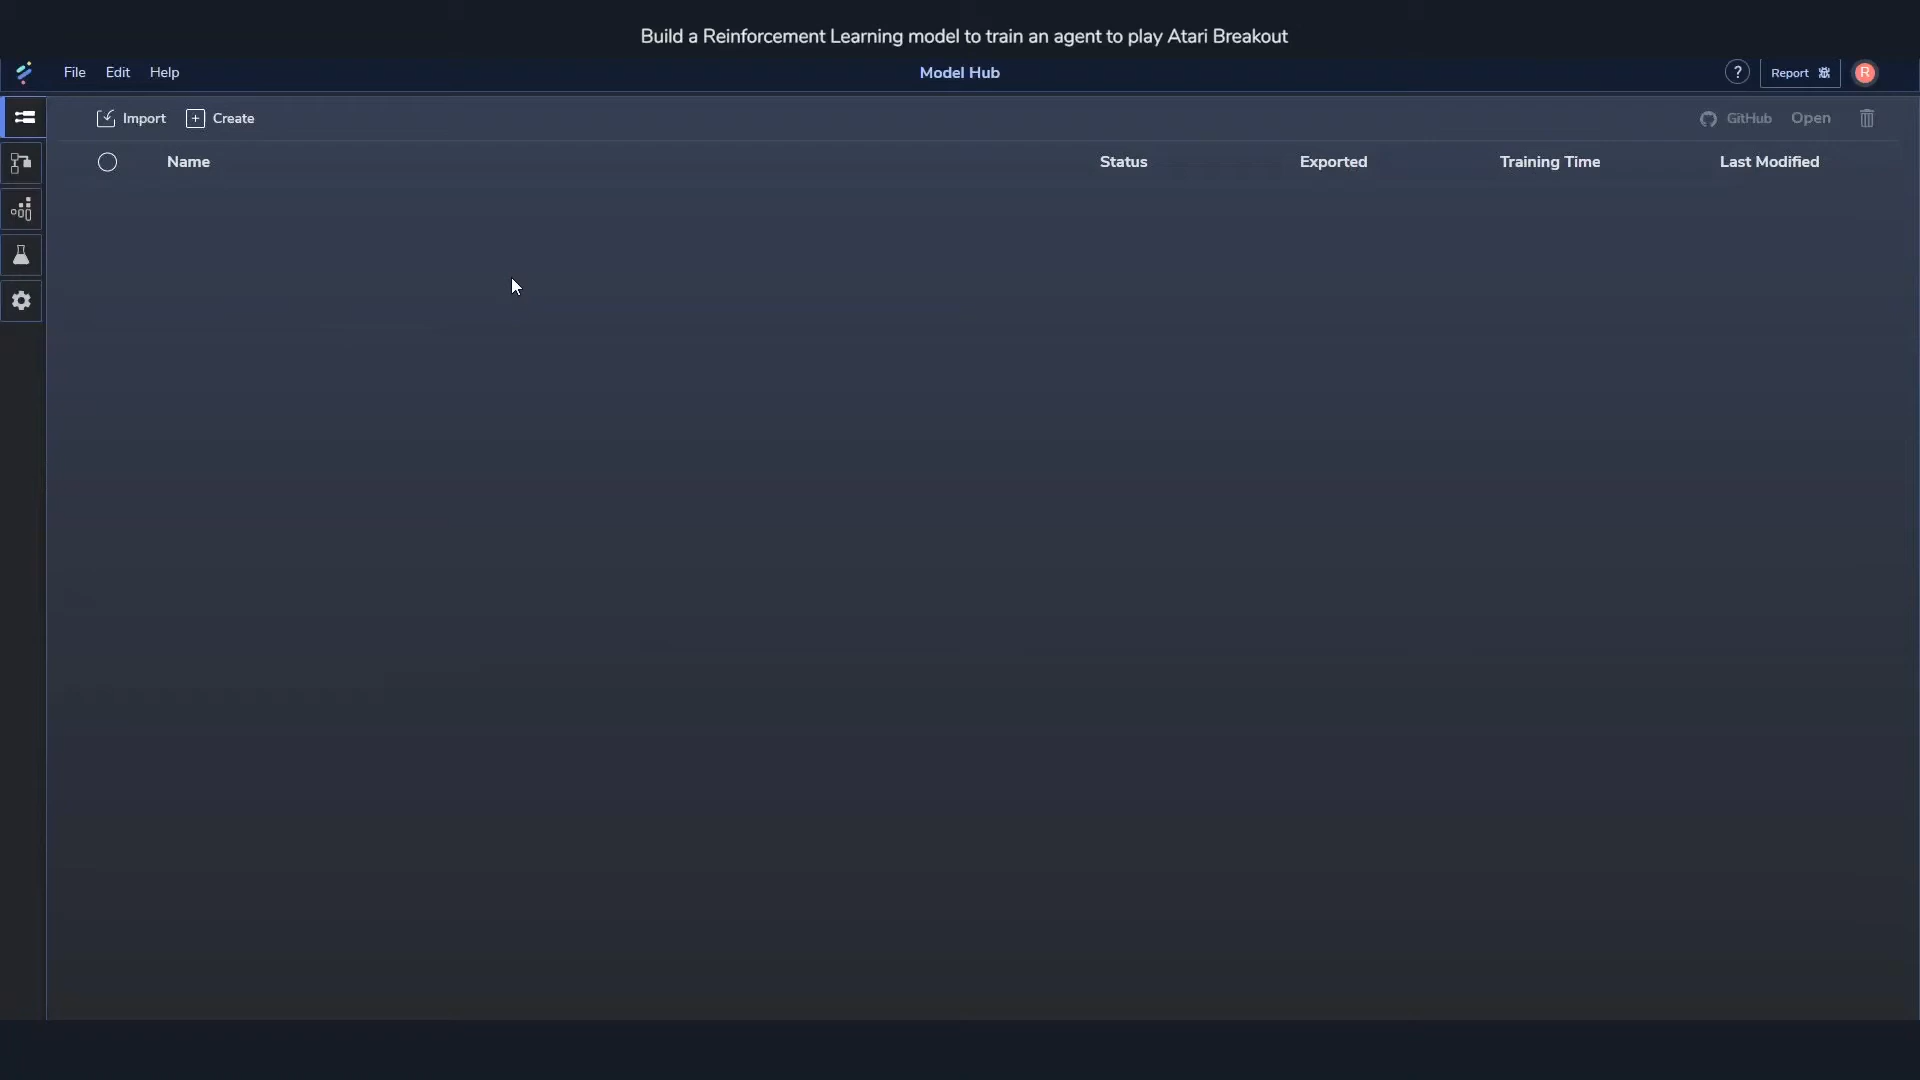 Build a Reinforcement Learning model to train an agent to play Atari Breakout
File Edit Help Model Hub ? Report R
Import Create GitHub Open
Name Status Exported Training Time Last Modified